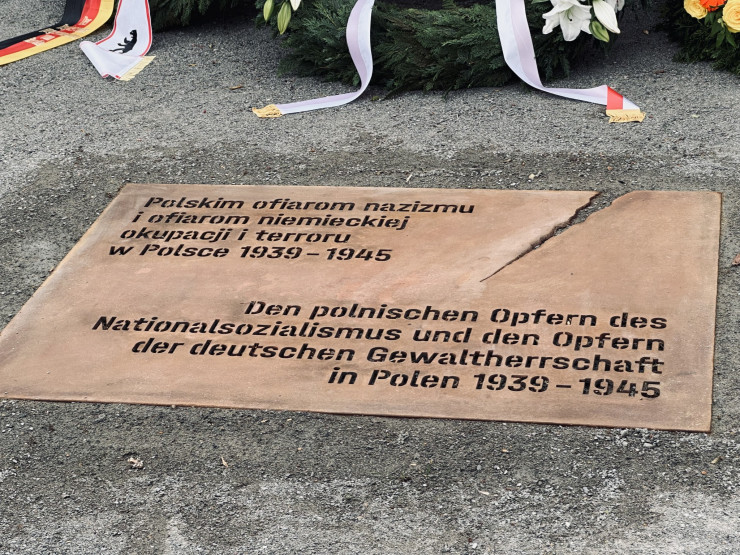 Polskim ofiarom nazizmu
i ofiarom niemieckiej
okupacji i terroru
w Polsce 1939 – 1945
Den polnischen Opfern des
Nationalsozialismus und den Opfern
der deutschen Gewaltherrschaft
in Polen 1939 – 1945